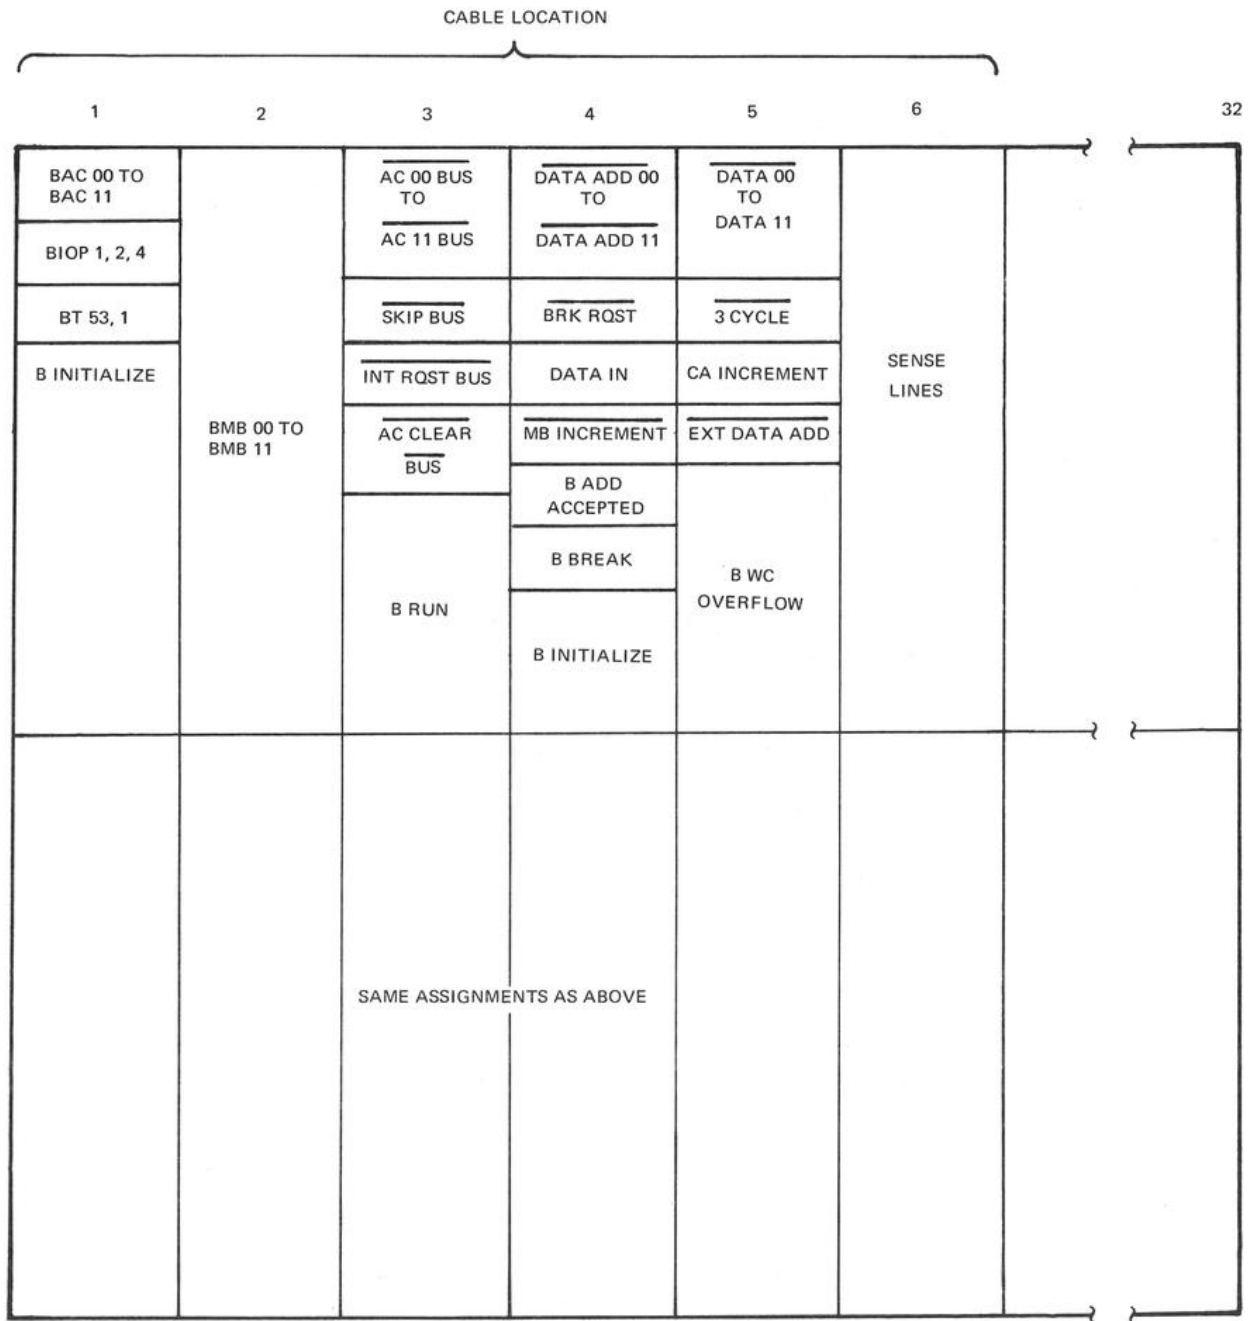 CABLE LOCATION
1 2 3 4 5 6 32
BAC 00 TO
BAC 11
BIOP 1, 2, 4
BT 53, 1
B INITIALIZE
BMB 00 TO
BMB 11
AC 00 BUS
TO
AC 11 BUS
SKIP BUS
INT RQST BUS
AC CLEAR
BUS
B RUN
DATA ADD 00
TO
DATA ADD 11
BRK RQST
DATA IN
MB INCREMENT
B ADD
ACCEPTED
B BREAK
B INITIALIZE
DATA 00
TO
DATA 11
3 CYCLE
CA INCREMENT
EXT DATA ADD
B WC
OVERFLOW
SENSE
LINES
SAME ASSIGNMENTS AS ABOVE